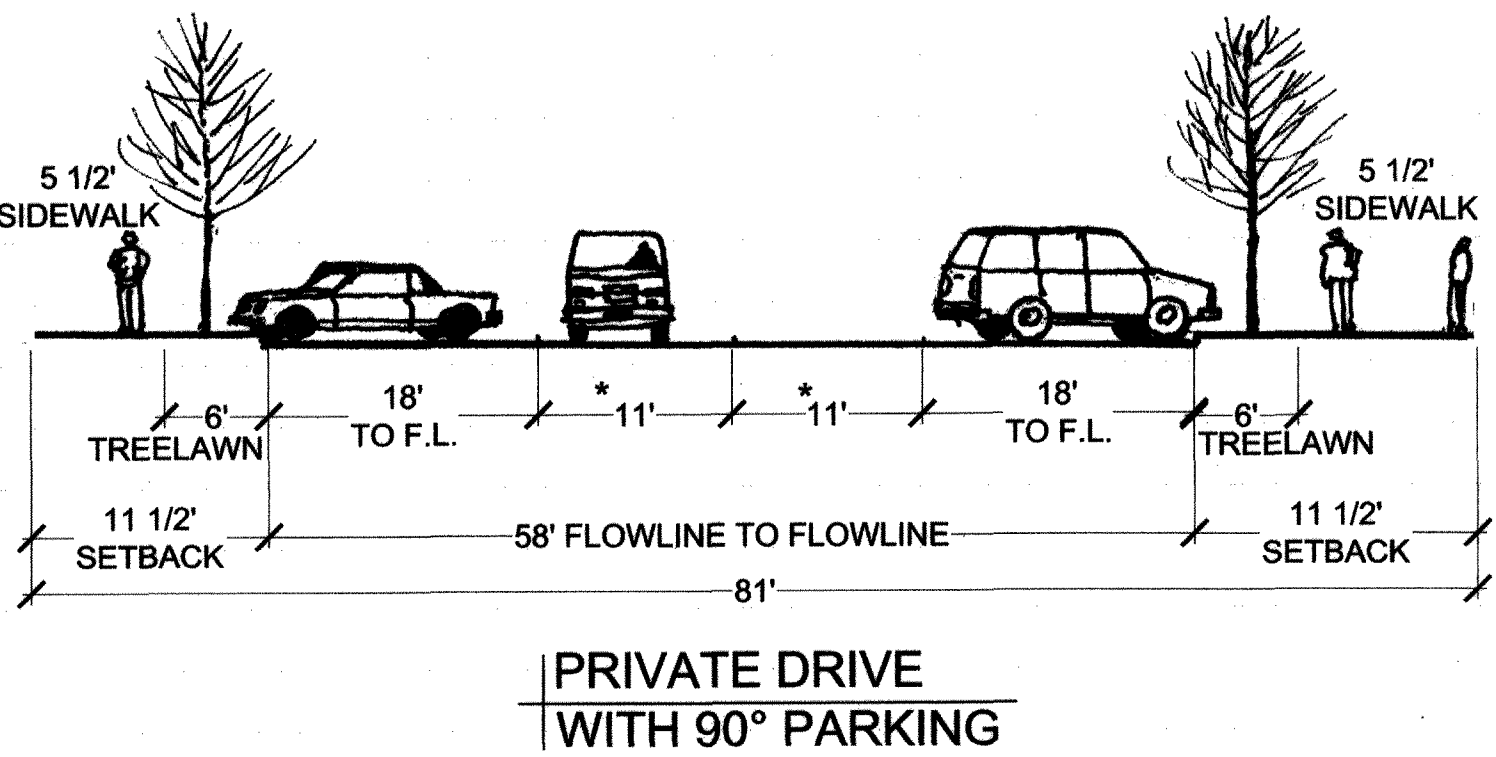 5 1/2'
SIDEWALK
5 1/2'
SIDEWALK
6'
TREELAWN
18'
TO F.L.
*
11'
*
11'
18'
TO F.L.
6'
TREELAWN
11 1/2'
SETBACK
58' FLOWLINE TO FLOWLINE
11 1/2'
SETBACK
81'
PRIVATE DRIVE
WITH 90° PARKING